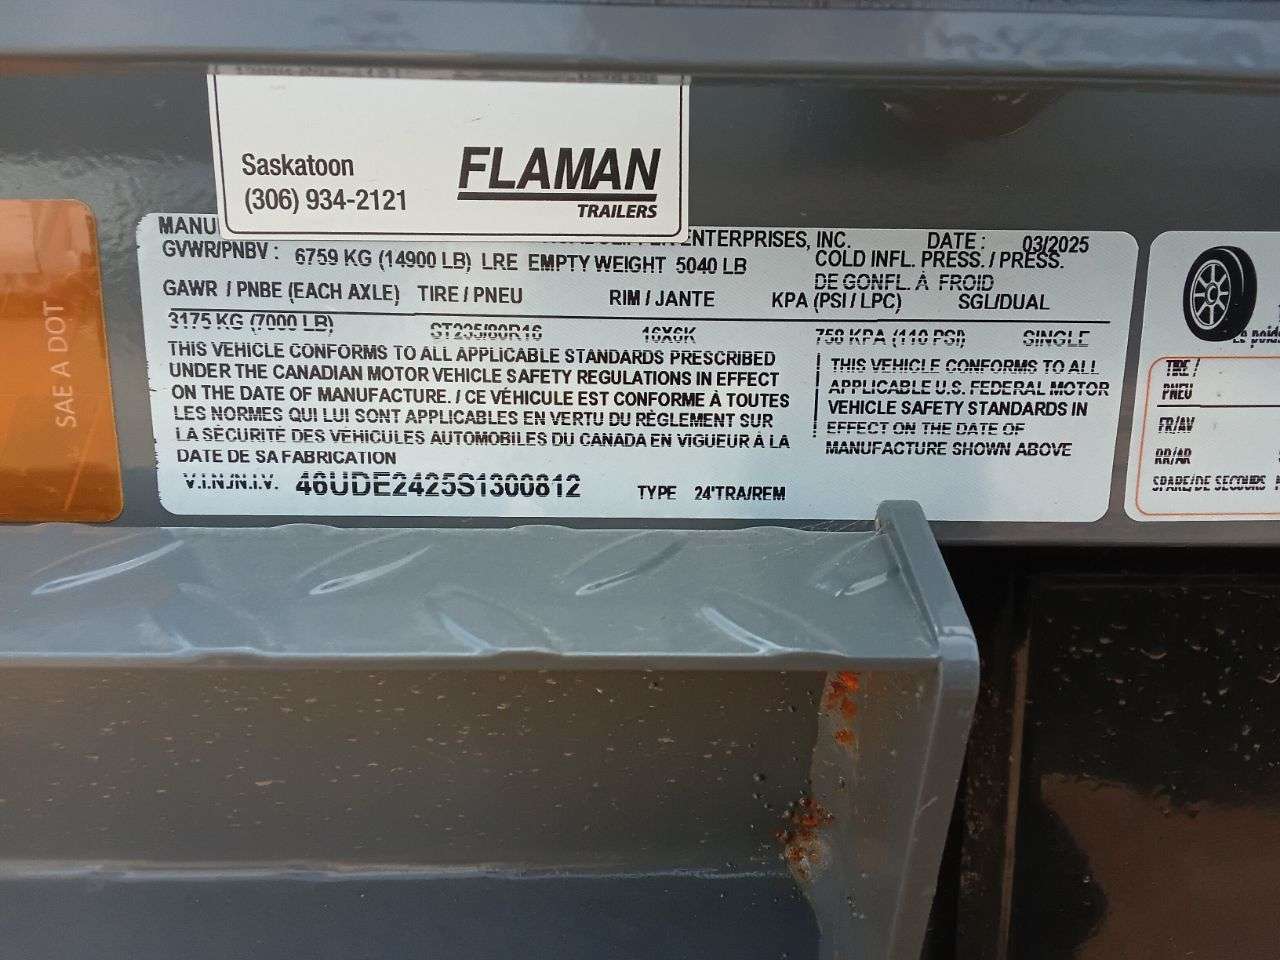 Saskatoon
(306) 934-2121
FLAMAN
TRAILERS
MANU
ENTERPRISES, INC. DATE: 03/2025
GVWR/PNBV: 6759 KG (14900 LB) LRE EMPTY WEIGHT 5040 LB
COLD INFL. PRESS./PRESS.
DE GONFL. À FROID
GAWR / PNBE (EACH AXLE) TIRE / PNEU RIM / JANTE KPA (PSI / LPC) SGL/DUAL
3175 KG (7000 LB) ST235/80R16 16X6K 758 KPA (110 PSI) SINGLE
THIS VEHICLE CONFORMS TO ALL APPLICABLE STANDARDS PRESCRIBED
UNDER THE CANADIAN MOTOR VEHICLE SAFETY REGULATIONS IN EFFECT
ON THE DATE OF MANUFACTURE. / CE VÉHICULE EST CONFORME À TOUTES
LES NORMES QUI LUI SONT APPLICABLES EN VERTU DU RÈGLEMENT SUR
LA SÉCURITÉ DES VÉHICULES AUTOMOBILES DU CANADA EN VIGUEUR À LA
DATE DE SA FABRICATION
THIS VEHICLE CONFORMS TO ALL
APPLICABLE U.S. FEDERAL MOTOR
VEHICLE SAFETY STANDARDS IN
EFFECT ON THE DATE OF
MANUFACTURE SHOWN ABOVE
V.I.N./N.I.V. 46UDE2425S1300812 TYPE 24'TRA/REM
SAE A DOT
Le poids
TIRE /
PNEU
FR/AV
RR/AR
SPARE/DE SECOURS